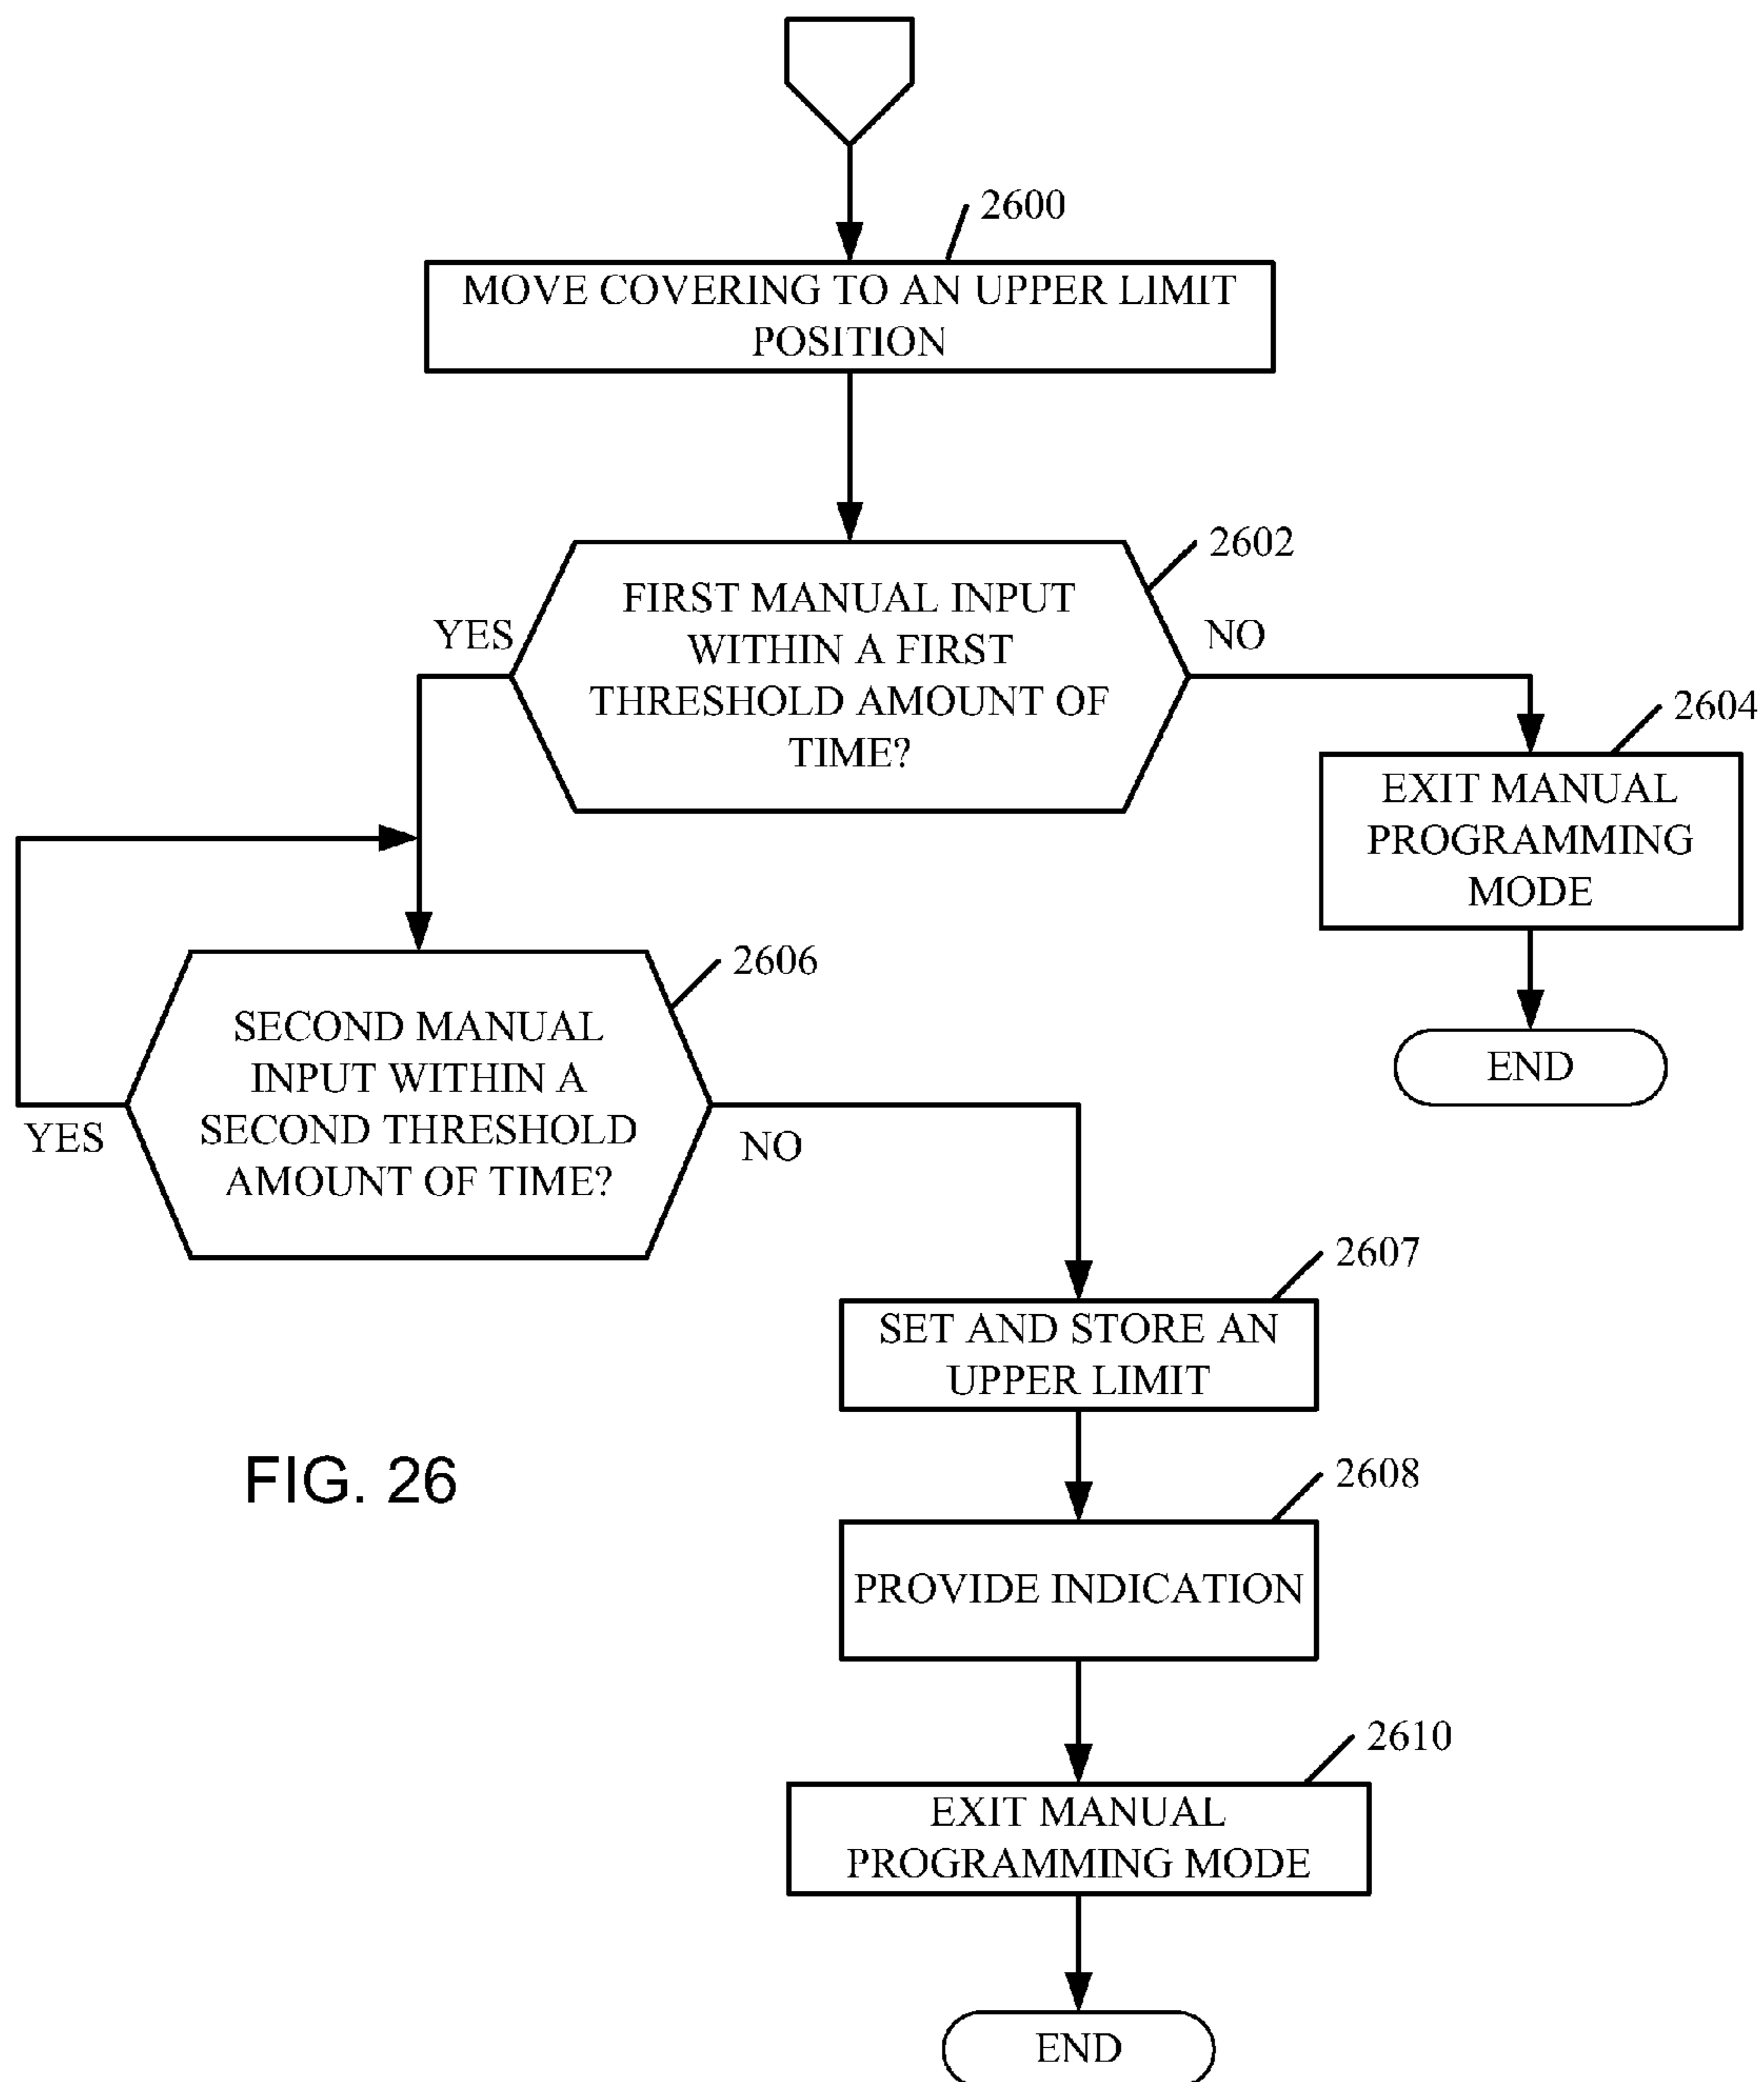 2600
MOVE COVERING TO AN UPPER LIMIT
POSITION
2602
FIRST MANUAL INPUT
WITHIN A FIRST
THRESHOLD AMOUNT OF
TIME?
YES
NO
2604
EXIT MANUAL
PROGRAMMING
MODE
END
2606
SECOND MANUAL
INPUT WITHIN A
SECOND THRESHOLD
AMOUNT OF TIME?
YES
NO
2607
SET AND STORE AN
UPPER LIMIT
FIG. 26
2608
PROVIDE INDICATION
2610
EXIT MANUAL
PROGRAMMING MODE
END